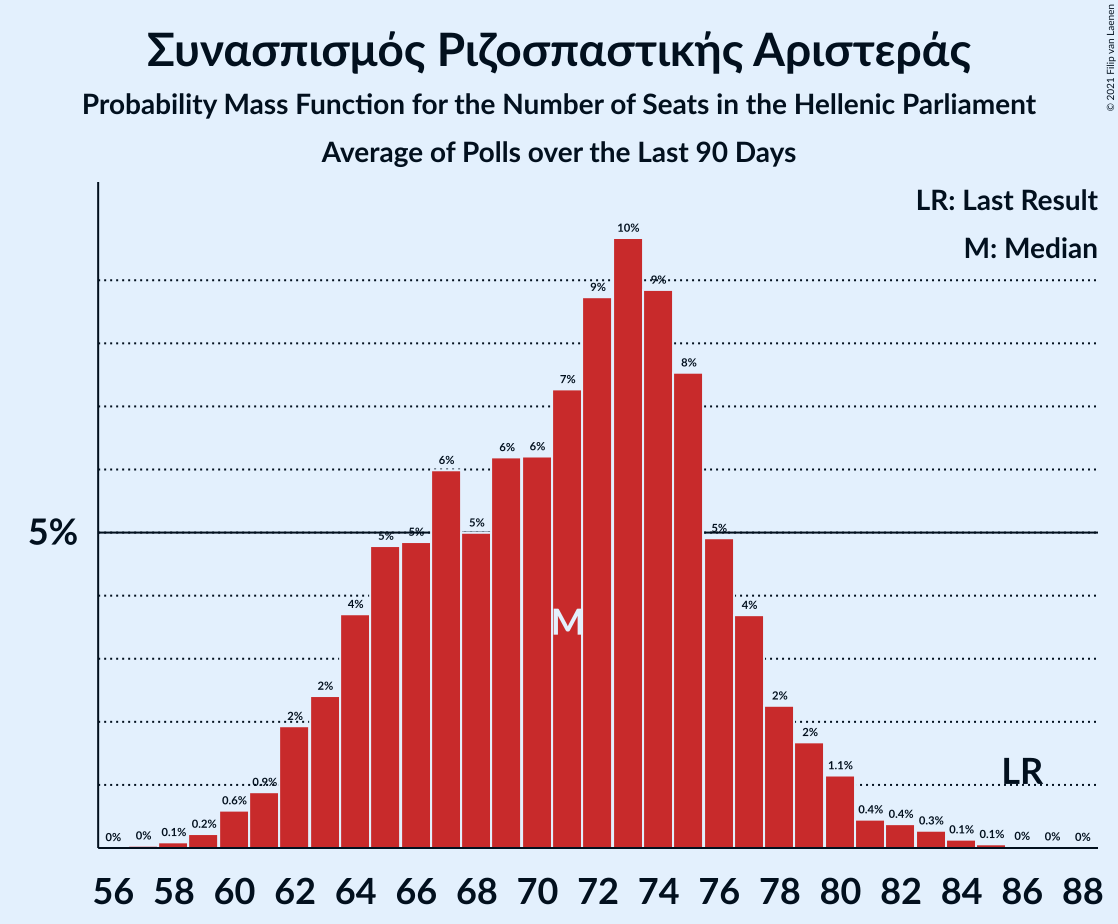 Συνασπισμός Ριζοσπαστικής Αριστεράς
Probability Mass Function for the Number of Seats in the Hellenic Parliament
Average of Polls over the Last 90 Days
© 2021 Filip van Laenen
LR: Last Result
M: Median
5%
0% 0% 0.1% 0.2% 0.6% 0.9% 2% 2% 4% 5% 5% 6% 5% 6% 6% 7% 9% 10% 9% 8% 5% 4% 2% 2% 1.1% 0.4% 0.4% 0.3% 0.1% 0.1% 0% 0% 0%
M
LR
56 58 60 62 64 66 68 70 72 74 76 78 80 82 84 86 88